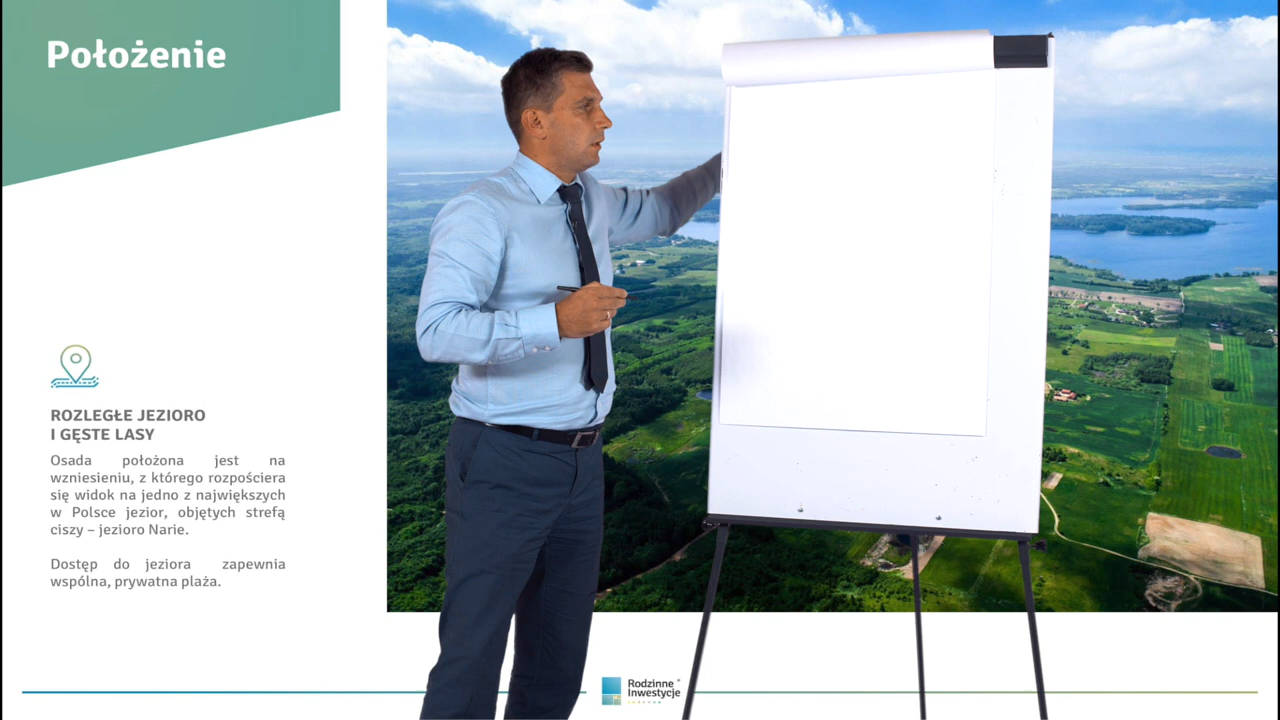 Położenie
ROZLEGŁE JEZIORO
I GĘSTE LASY
Osada położona jest na
wzniesieniu, z którego rozpościera
się widok na jedno z największych
w Polsce jezior, objętych strefą
ciszy – jezioro Narie.
Dostęp do jeziora zapewnia
wspólna, prywatna plaża.
Rodzinne
Inwestycje